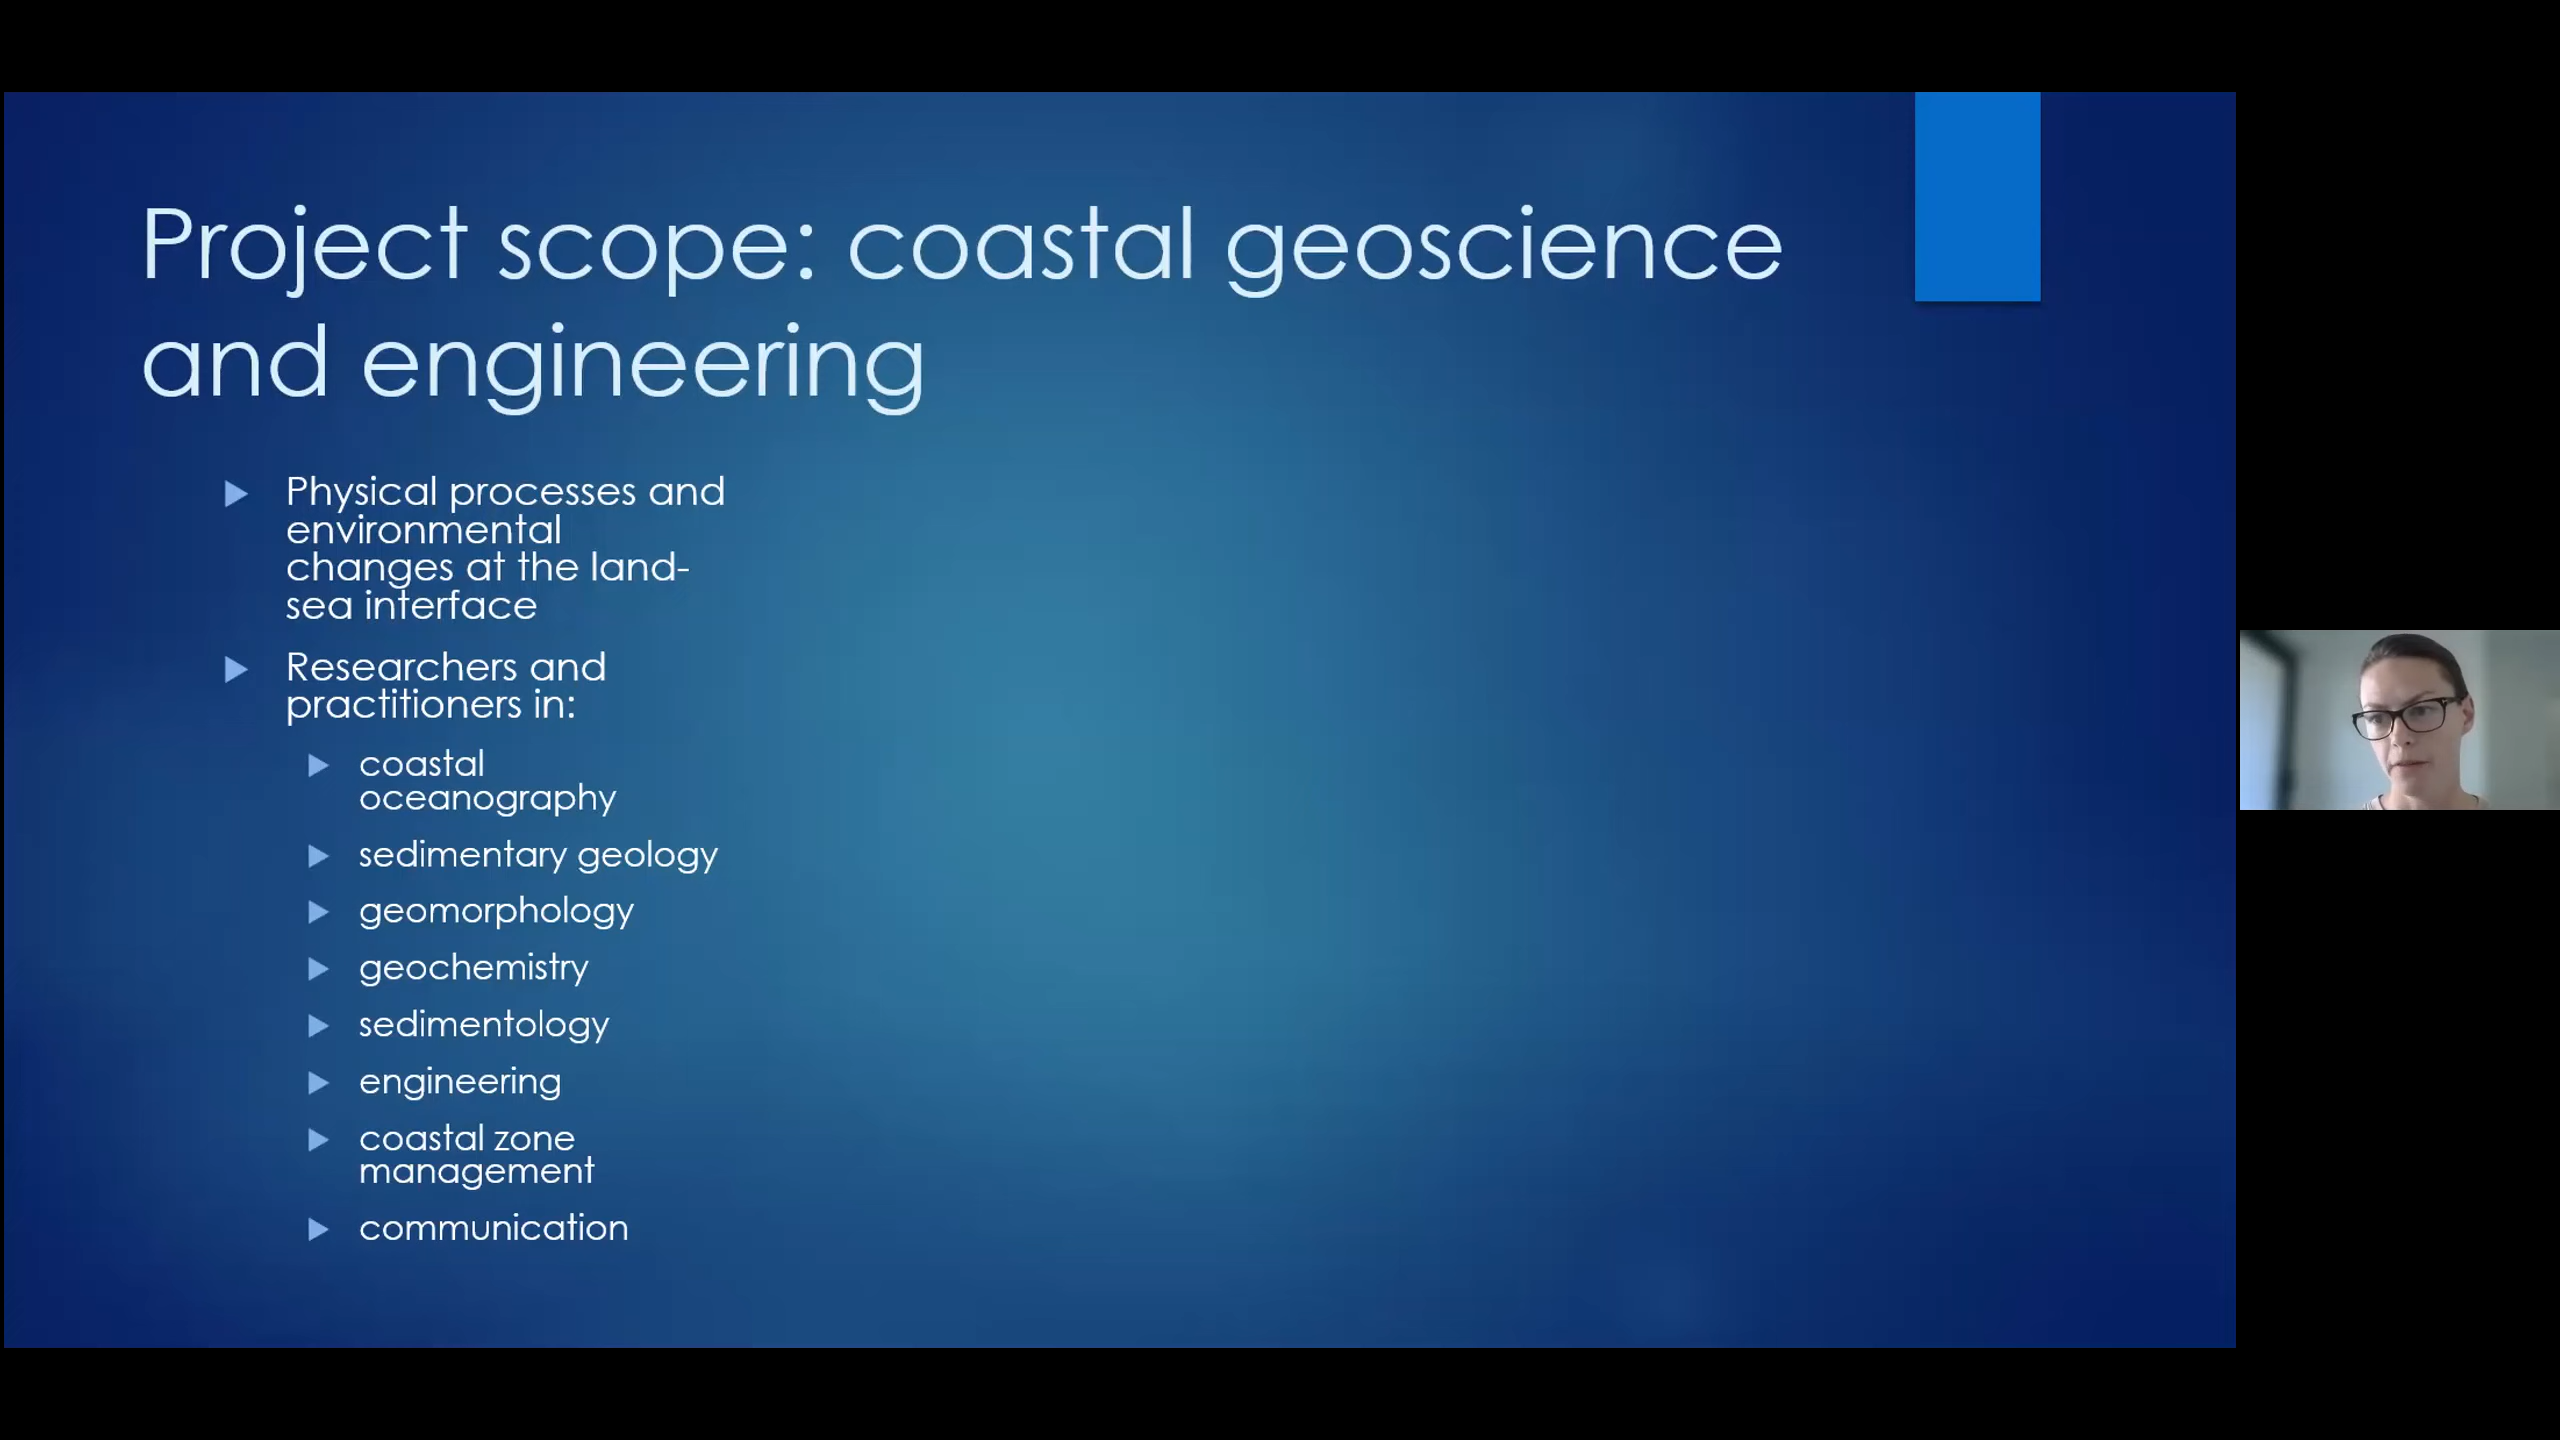 Project scope: coastal geoscience
and engineering
Physical processes and
environmental
changes at the land-
sea interface
Researchers and
practitioners in:
coastal
oceanography
sedimentary geology
geomorphology
geochemistry
sedimentology
engineering
coastal zone
management
communication